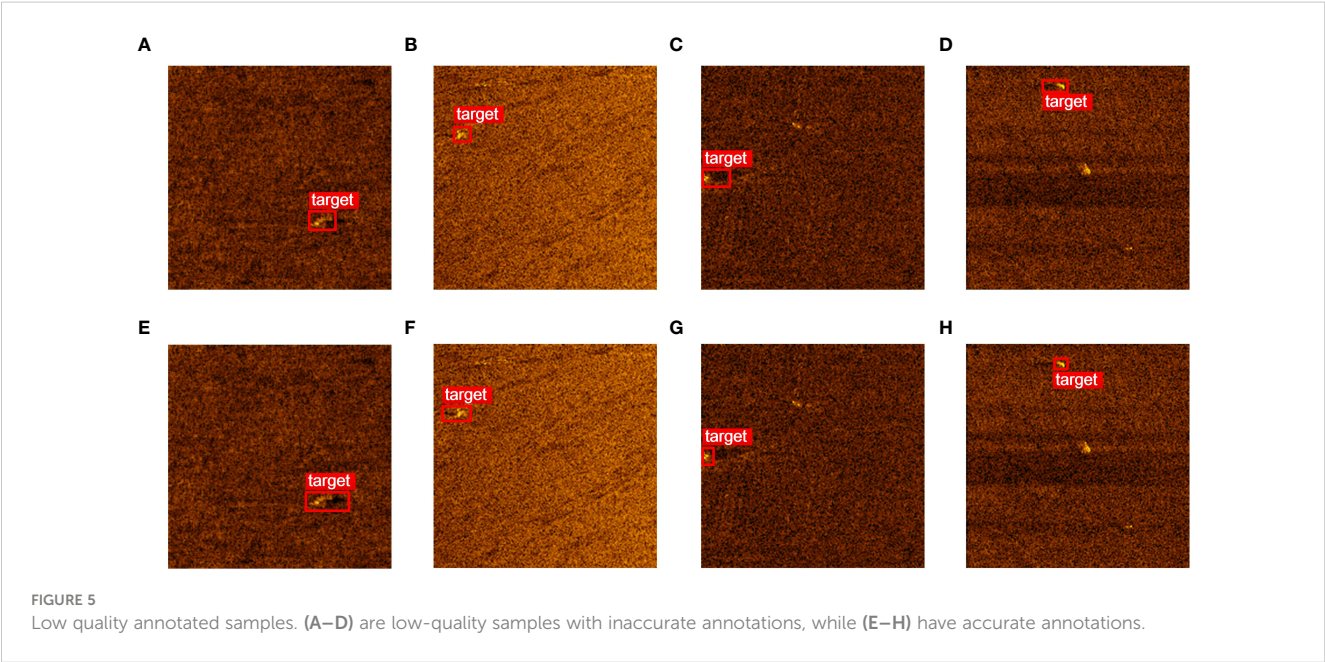 A B C D
target
target
target
target
E F G H
target
target
target
target
FIGURE 5
Low quality annotated samples. (A–D) are low-quality samples with inaccurate annotations, while (E–H) have accurate annotations.